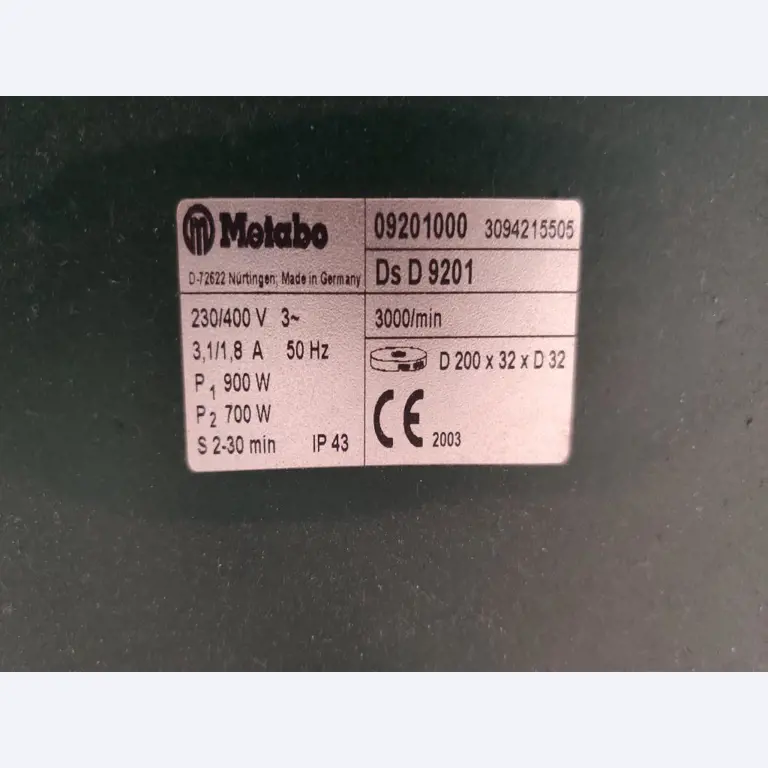 Metabo
D-72622 Nürtingen; Made in Germany
09201000 3094215505
Ds D 9201
230/400 V 3~
3,1/1,8 A 50 Hz
P1 900 W
P2 700 W
S 2-30 min IP 43
3000/min
D 200 x 32 x D 32
CE 2003